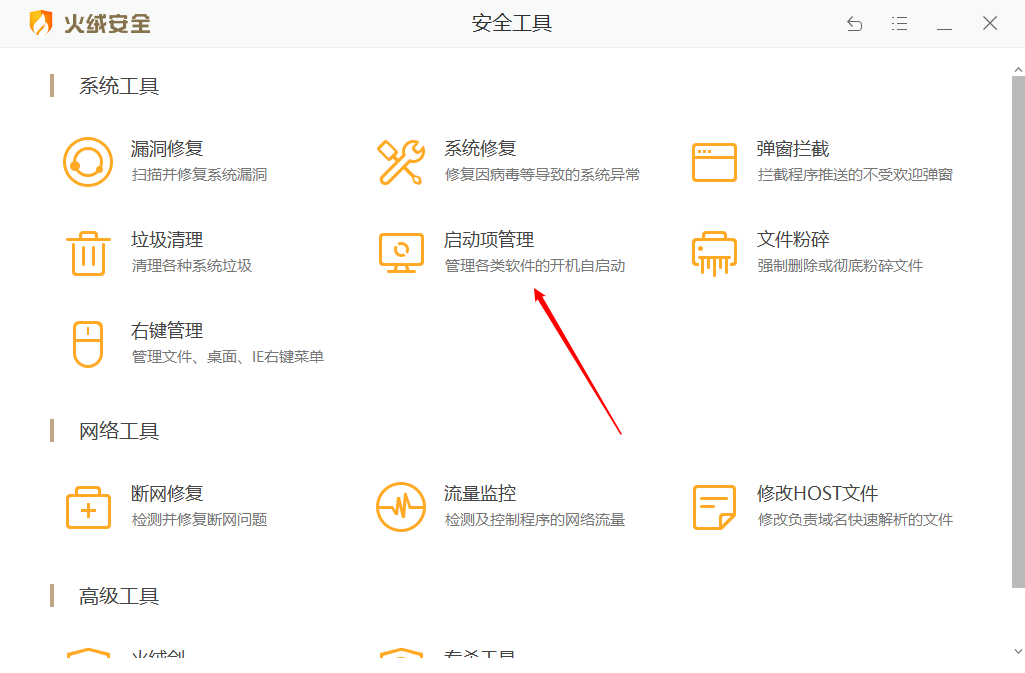 火绒安全
安全工具
系统工具
漏洞修复
扫描并修复系统漏洞
系统修复
修复因病毒等导致的系统异常
弹窗拦截
拦截程序推送的不受欢迎弹窗
垃圾清理
清理各种系统垃圾
启动项管理
管理各类软件的开机自启动
文件粉碎
强制删除或彻底粉碎文件
右键管理
管理文件、桌面、IE右键菜单
网络工具
断网修复
检测并修复断网问题
流量监控
检测及控制程序的网络流量
修改HOST文件
修改负责域名快速解析的文件
高级工具
火绒剑
专杀工具